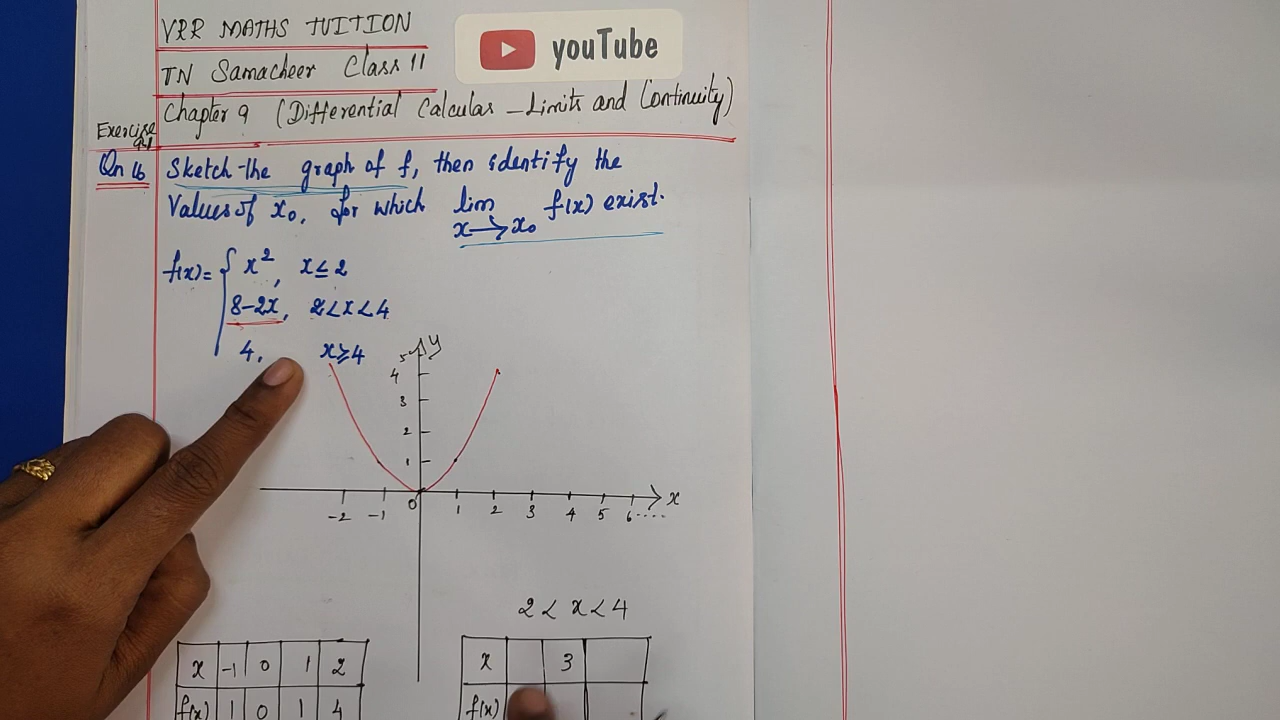 VRR MATHS TUITION
youTube
TN Samacheer Class 11
Chapter 9 (Differential Calculas - Limits and Continuity)
Exercise 9.1
Qn 16 Sketch the graph of f, then identify the
Values of x₀, for which lim x→x₀ f(x) exist.
f(x)= { x², x≤2
8-2x, 2<x<4
4, x≥4
y
5
4
3
2
1
-2 -1 0 1 2 3 4 5 6.... x
2 < x < 4
x -1 0 1 2
f(x) 1 0 1 4
x 3
f(x)